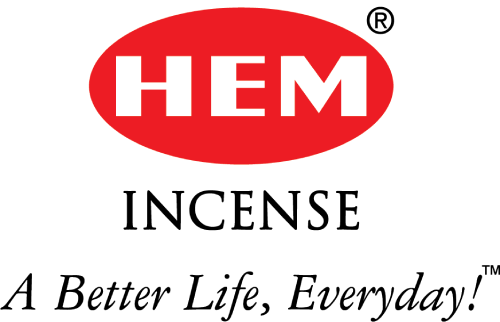 HEM®
INCENSE
A Better Life, Everyday!™